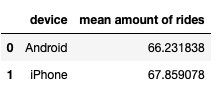 device mean amount of rides
0 Android 66.231838
1 iPhone 67.859078